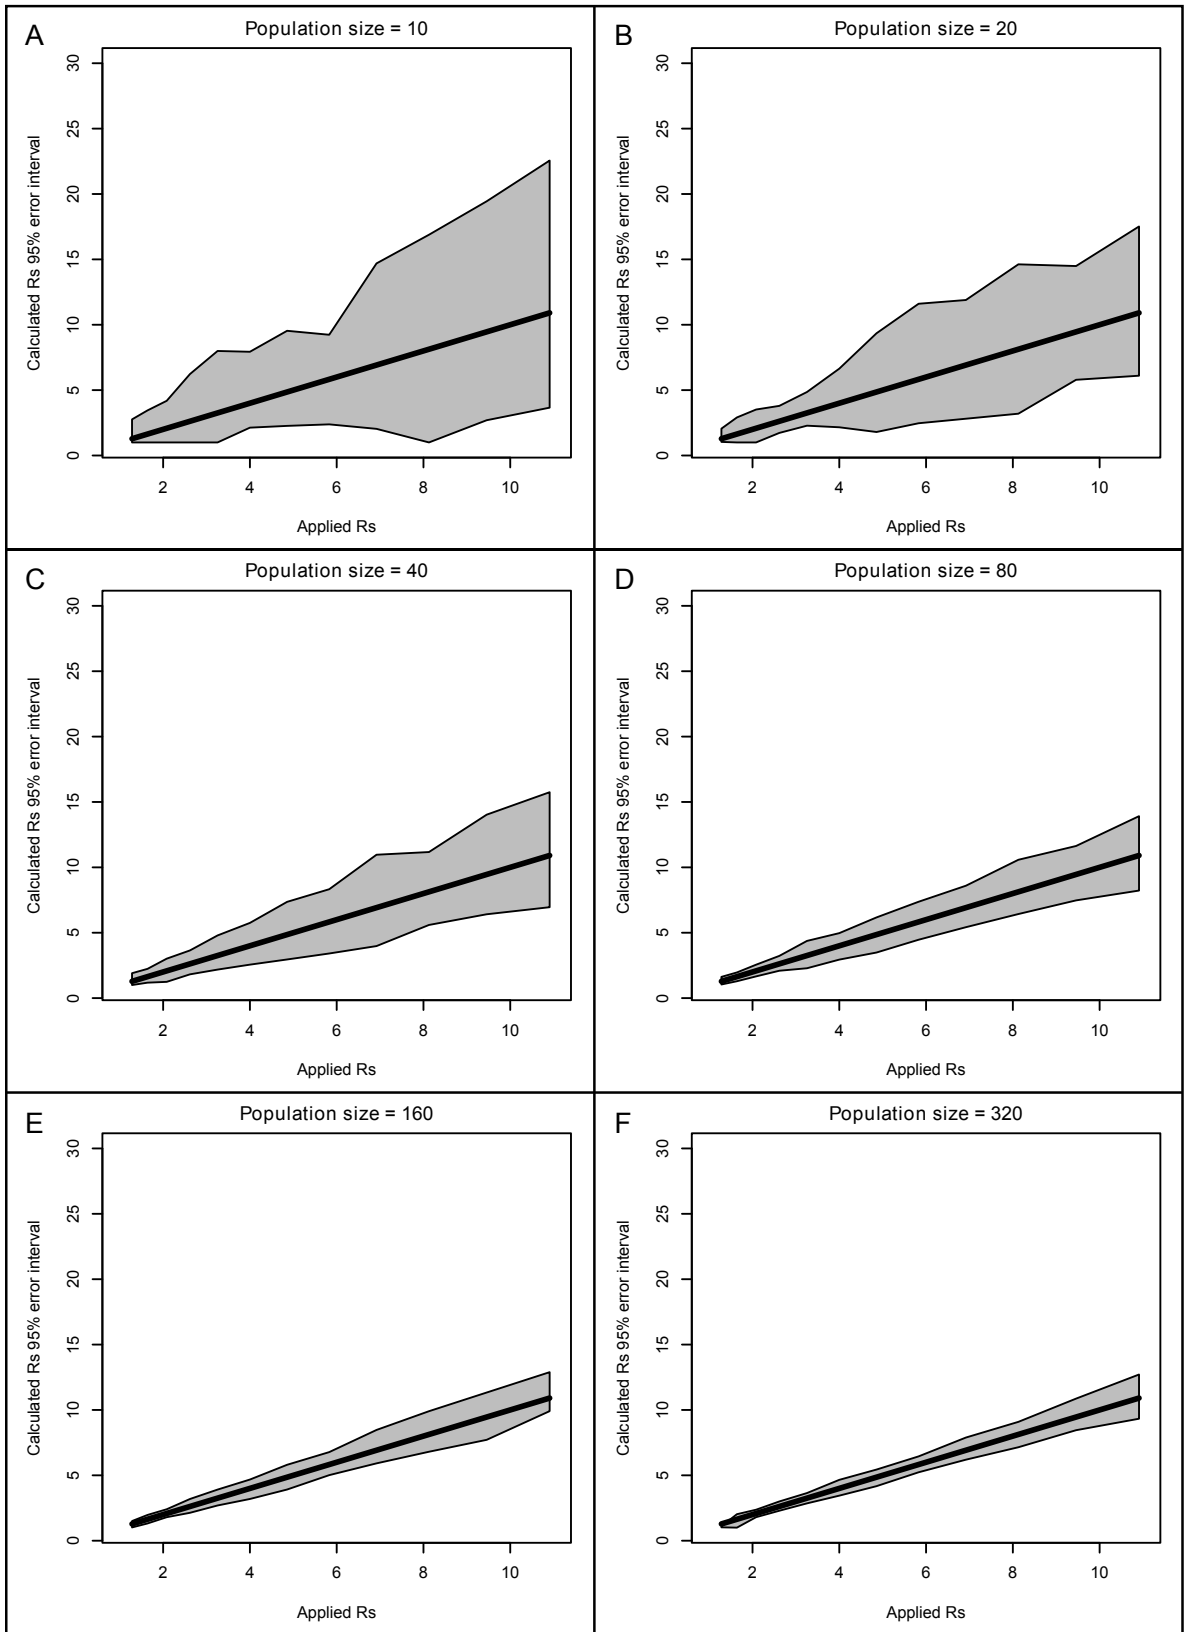 A
Population size = 10
Calculated Rs 95% error interval
30
25
20
15
10
5
0
2 4 6 8 10
Applied Rs
B
Population size = 20
Calculated Rs 95% error interval
30
25
20
15
10
5
0
2 4 6 8 10
Applied Rs
C
Population size = 40
Calculated Rs 95% error interval
30
25
20
15
10
5
0
2 4 6 8 10
Applied Rs
D
Population size = 80
Calculated Rs 95% error interval
30
25
20
15
10
5
0
2 4 6 8 10
Applied Rs
E
Population size = 160
Calculated Rs 95% error interval
30
25
20
15
10
5
0
2 4 6 8 10
Applied Rs
F
Population size = 320
Calculated Rs 95% error interval
30
25
20
15
10
5
0
2 4 6 8 10
Applied Rs